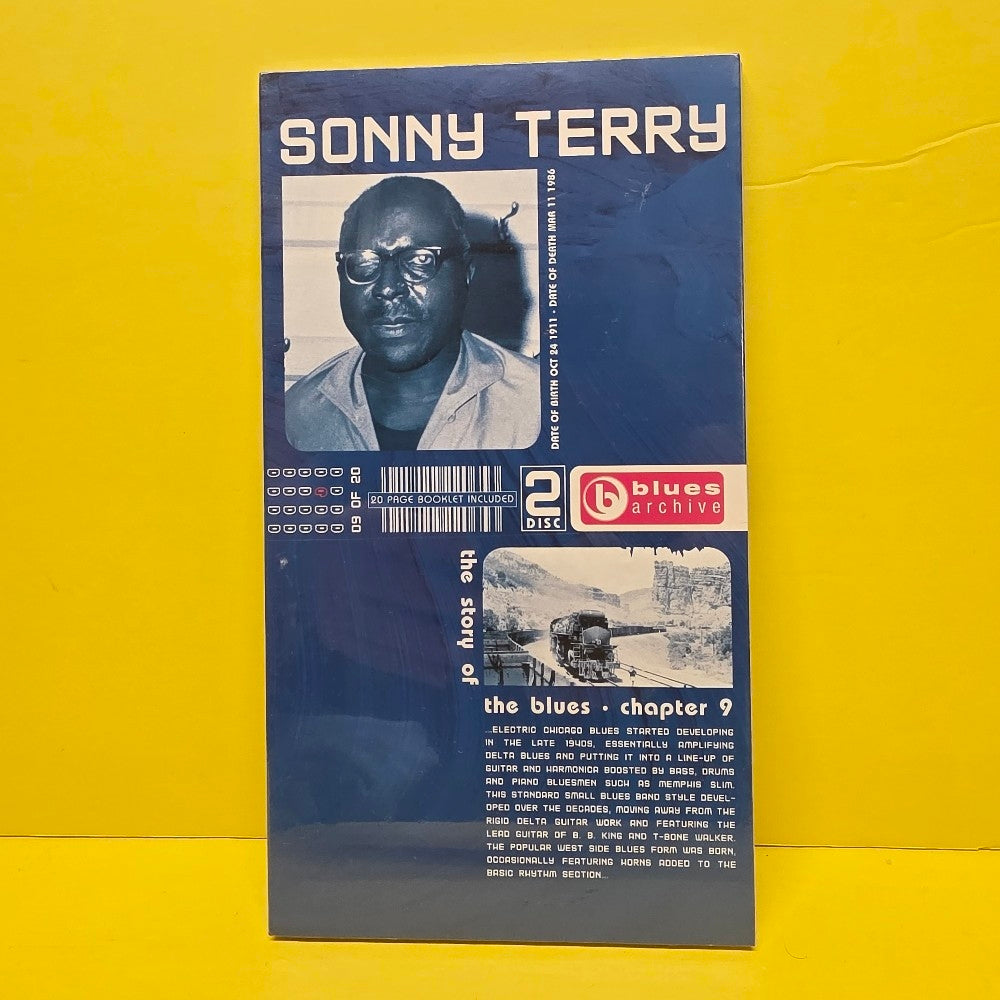 SONNY TERRY
DATE OF BIRTH OCT 24 1911 · DATE OF DEATH MAR 11 1986
09 OF 20
20 PAGE BOOKLET INCLUDED
2
DISC
b blues
archive
the story of
the blues · chapter 9
...ELECTRIC CHICAGO BLUES STARTED DEVELOPING
IN THE LATE 1940S, ESSENTIALLY AMPLIFYING
DELTA BLUES AND PUTTING IT INTO A LINE-UP OF
GUITAR AND HARMONICA BOOSTED BY BASS, DRUMS
AND PIANO BLUESMEN SUCH AS MEMPHIS SLIM.
THIS STANDARD SMALL BLUES BAND STYLE DEVEL-
OPED OVER THE DECADES, MOVING AWAY FROM THE
RIGID DELTA GUITAR WORK AND FEATURING THE
LEAD GUITAR OF B. B. KING AND T-BONE WALKER.
THE POPULAR WEST SIDE BLUES FORM WAS BORN,
OCCASIONALLY FEATURING HORNS ADDED TO THE
BASIC RHYTHM SECTION...